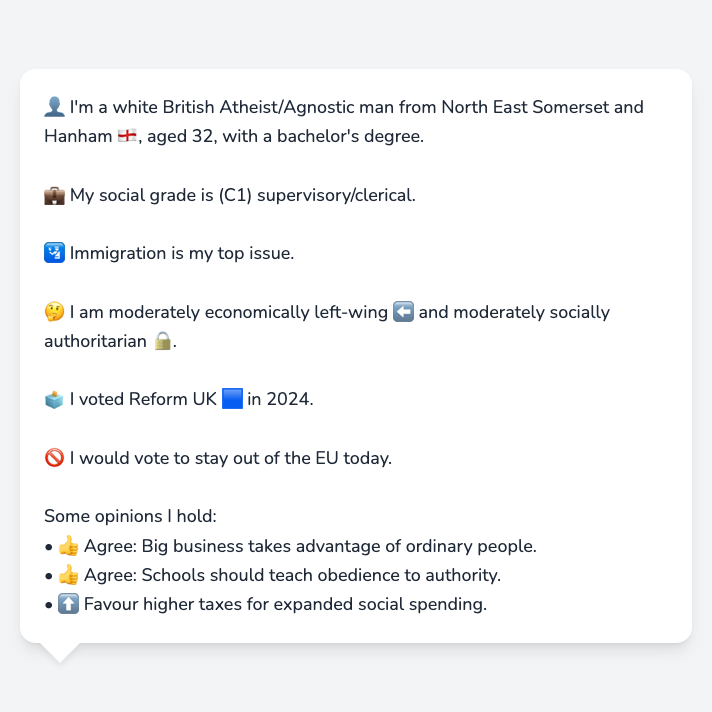 👤 I'm a white British Atheist/Agnostic man from North East Somerset and
Hanham 🏴󠁧󠁢󠁥󠁮󠁧󠁿, aged 32, with a bachelor's degree.
💼 My social grade is (C1) supervisory/clerical.
🛂 Immigration is my top issue.
🤔 I am moderately economically left-wing ⬅️ and moderately socially
authoritarian 🔒.
🗳️ I voted Reform UK 🟦 in 2024.
🚫 I would vote to stay out of the EU today.
Some opinions I hold:
• 👍 Agree: Big business takes advantage of ordinary people.
• 👍 Agree: Schools should teach obedience to authority.
• ⬆️ Favour higher taxes for expanded social spending.